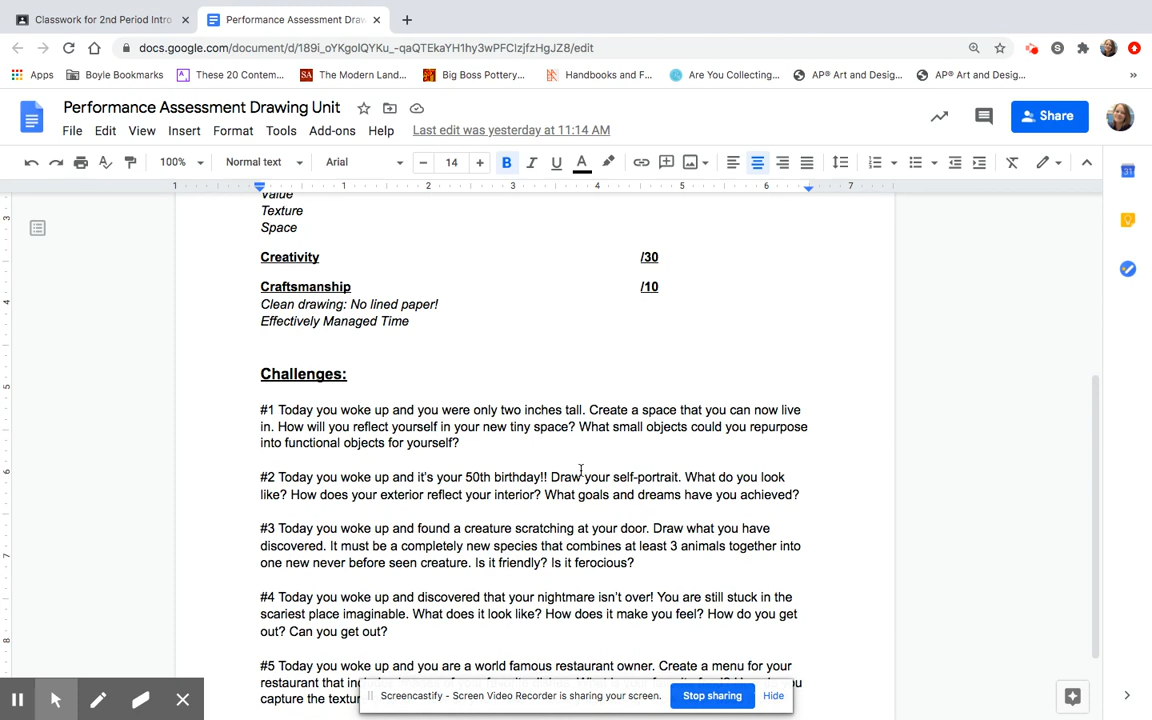 Classwork for 2nd Period Intro
Performance Assessment Draw
docs.google.com/document/d/189i_oYKgoIQYKu_-qaQTEkaYH1hy3wPFCIzjfzHgJZ8/edit
Apps
Boyle Bookmarks
These 20 Contem...
The Modern Land...
Big Boss Pottery...
Handbooks and F...
Are You Collecting...
AP® Art and Desig...
AP® Art and Desig...
Performance Assessment Drawing Unit
File Edit View Insert Format Tools Add-ons Help Last edit was yesterday at 11:14 AM
Share
100% Normal text Arial 14 B I U A
1 1 2 3 4 5 6 7
Value
Texture
Space
Creativity /30
Craftsmanship /10
Clean drawing: No lined paper!
Effectively Managed Time
Challenges:
#1 Today you woke up and you were only two inches tall. Create a space that you can now live
in. How will you reflect yourself in your new tiny space? What small objects could you repurpose
into functional objects for yourself?
#2 Today you woke up and it's your 50th birthday!! Draw your self-portrait. What do you look
like? How does your exterior reflect your interior? What goals and dreams have you achieved?
#3 Today you woke up and found a creature scratching at your door. Draw what you have
discovered. It must be a completely new species that combines at least 3 animals together into
one new never before seen creature. Is it friendly? Is it ferocious?
#4 Today you woke up and discovered that your nightmare isn't over! You are still stuck in the
scariest place imaginable. What does it look like? How does it make you feel? How do you get
out? Can you get out?
#5 Today you woke up and you are a world famous restaurant owner. Create a menu for your
restaurant that
capture the textur
Screencastify - Screen Video Recorder is sharing your screen.
Stop sharing
Hide